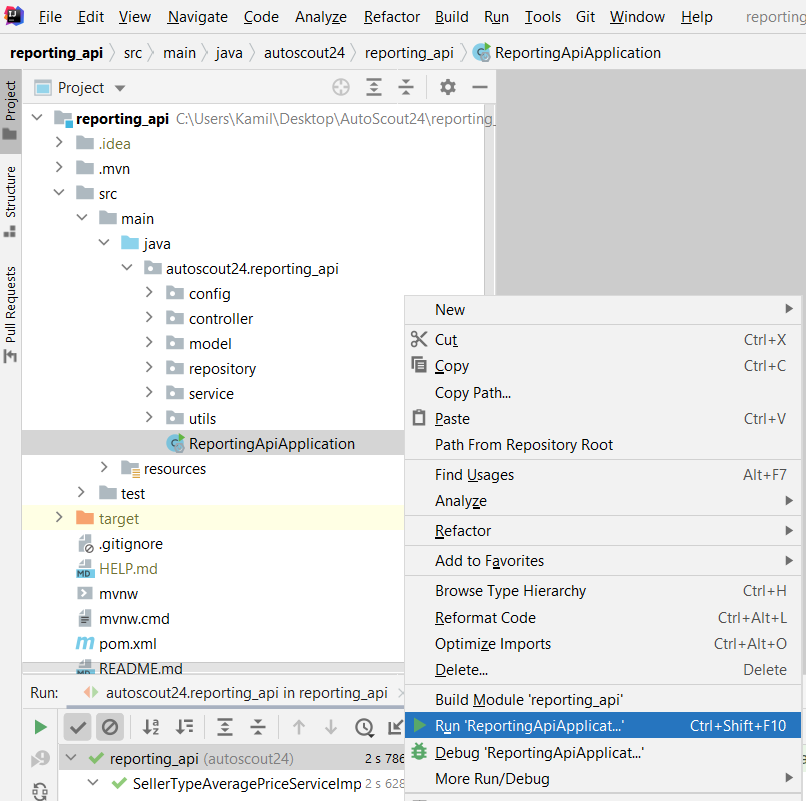 File Edit View Navigate Code Analyze Refactor Build Run Tools Git Window Help reporting
reporting_api src main java autoscout24 reporting_api ReportingApiApplication
Project
Structure
Pull Requests
Project
reporting_api C:\Users\Kamil\Desktop\AutoScout24\reporting_
.idea
.mvn
src
main
java
autoscout24.reporting_api
config
controller
model
repository
service
utils
ReportingApiApplication
resources
test
target
.gitignore
HELP.md
mvnw
mvnw.cmd
pom.xml
README.md
New
Cut Ctrl+X
Copy Ctrl+C
Copy Path...
Paste Ctrl+V
Path From Repository Root
Find Usages Alt+F7
Analyze
Refactor
Add to Favorites
Browse Type Hierarchy Ctrl+H
Reformat Code Ctrl+Alt+L
Optimize Imports Ctrl+Alt+O
Delete... Delete
Build Module 'reporting_api'
Run 'ReportingApiApplicat...' Ctrl+Shift+F10
Debug 'ReportingApiApplicat...'
More Run/Debug
Run: autoscout24.reporting_api in reporting_api
reporting_api (autoscout24) 2 s 786
SellerTypeAveragePriceServiceImp 2 s 628